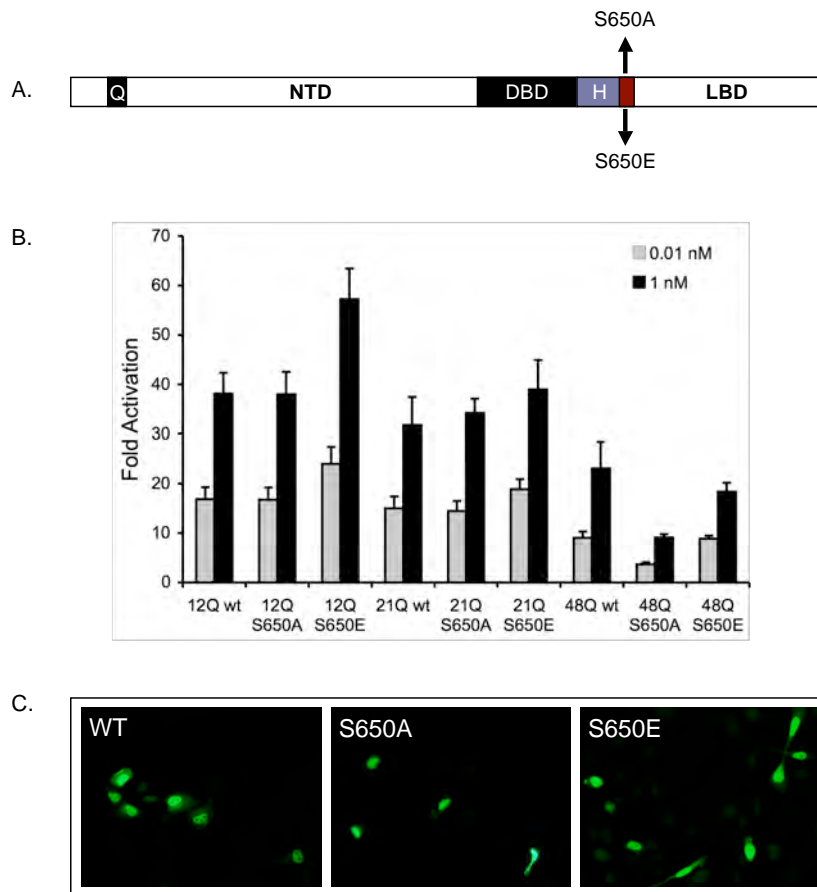 S650A
A.
Q NTD DBD H LBD
S650E
B.
70
60
50
40
30
20
10
0
Fold Activation
0.01 nM
1 nM
12Q wt
12Q S650A
12Q S650E
21Q wt
21Q S650A
21Q S650E
48Q wt
48Q S650A
48Q S650E
C.
WT
S650A
S650E